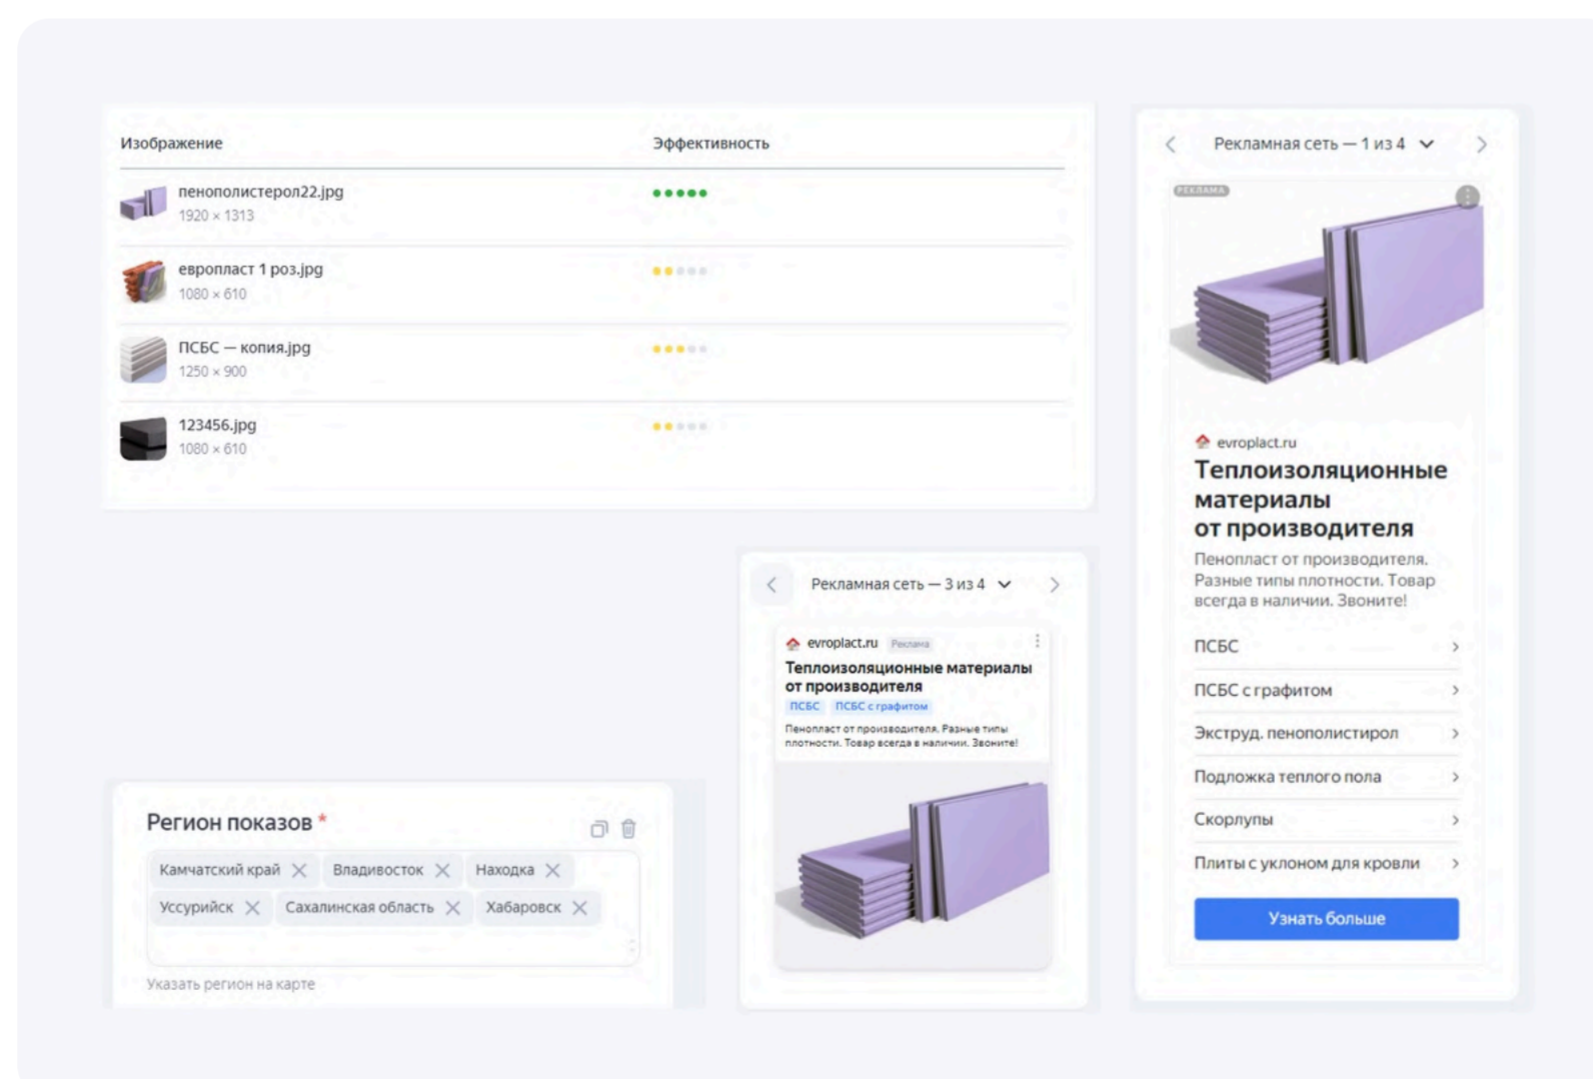 Изображение
Эффективность
пенополистерол22.jpg
1920 × 1313
европласт 1 роз.jpg
1080 × 610
ПСБС — копия.jpg
1250 × 900
123456.jpg
1080 × 610
Регион показов *
Камчатский край
Владивосток
Находка
Уссурийск
Сахалинская область
Хабаровск
Указать регион на карте
Рекламная сеть — 3 из 4
evroplact.ru Реклама
Теплоизоляционные материалы
от производителя
ПСБС ПСБС с графитом
Пенопласт от производителя. Разные типы
плотности. Товар всегда в наличии. Звоните!
Рекламная сеть — 1 из 4
РЕКЛАМА
evroplact.ru
Теплоизоляционные
материалы
от производителя
Пенопласт от производителя.
Разные типы плотности. Товар
всегда в наличии. Звоните!
ПСБС
ПСБС с графитом
Экструд. пенополистирол
Подложка теплого пола
Скорлупы
Плиты с уклоном для кровли
Узнать больше